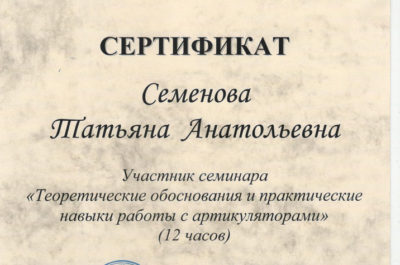 СЕРТИФИКАТ
Семенова
Татьяна Анатольевна
Участник семинара
«Теоретические обоснования и практические
навыки работы с артикуляторами»
(12 часов)